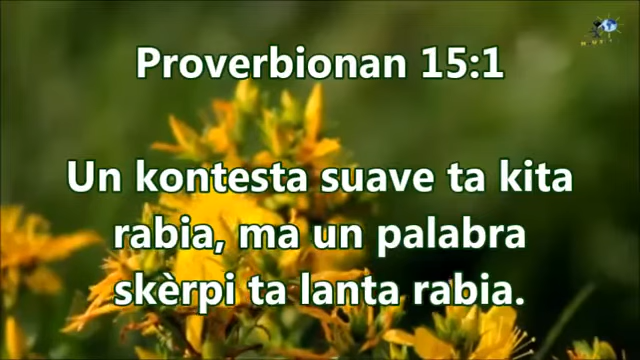 Proverbionan 15:1
Un kontesta suave ta kita
rabia, ma un palabra
skèrpi ta lanta rabia.